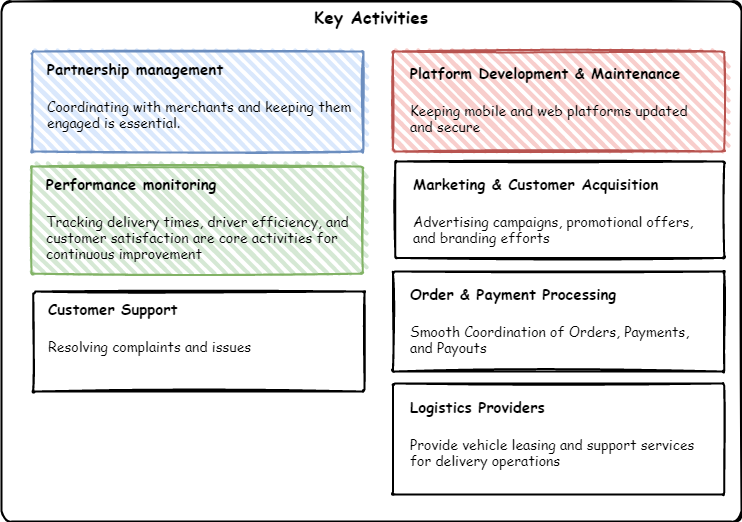 Key Activities
Partnership management
Coordinating with merchants and keeping them
engaged is essential.
Performance monitoring
Tracking delivery times, driver efficiency, and
customer satisfaction are core activities for
continuous improvement
Customer Support
Resolving complaints and issues
Platform Development & Maintenance
Keeping mobile and web platforms updated
and secure
Marketing & Customer Acquisition
Advertising campaigns, promotional offers,
and branding efforts
Order & Payment Processing
Smooth Coordination of Orders, Payments,
and Payouts
Logistics Providers
Provide vehicle leasing and support services
for delivery operations